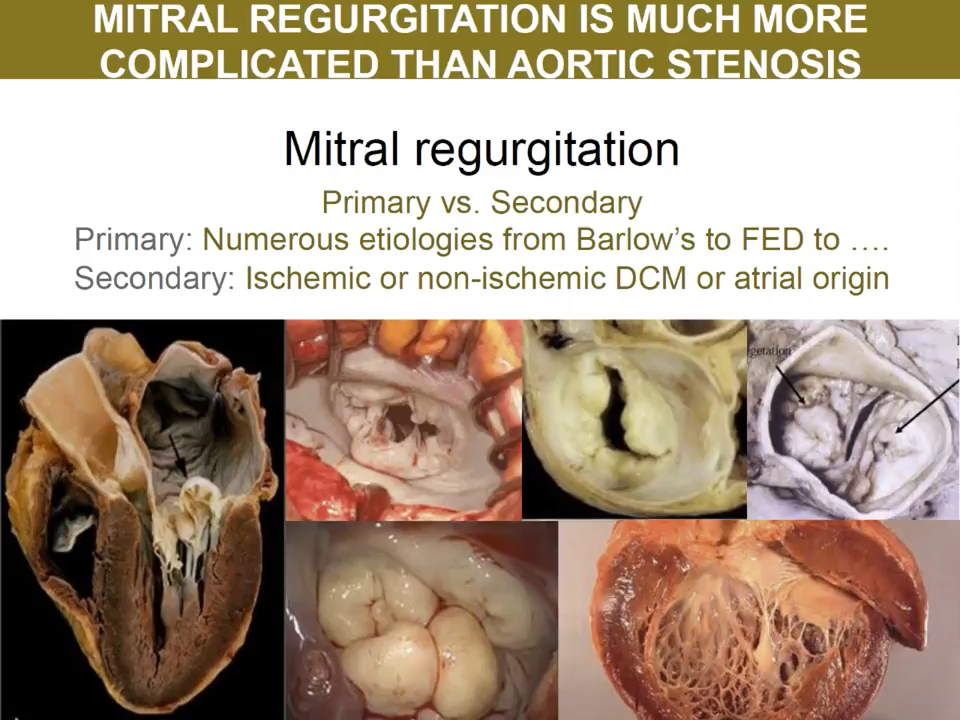 MITRAL REGURGITATION IS MUCH MORE
COMPLICATED THAN AORTIC STENOSIS
Mitral regurgitation
Primary vs. Secondary
Primary: Numerous etiologies from Barlow’s to FED to ….
Secondary: Ischemic or non-ischemic DCM or atrial origin
getation